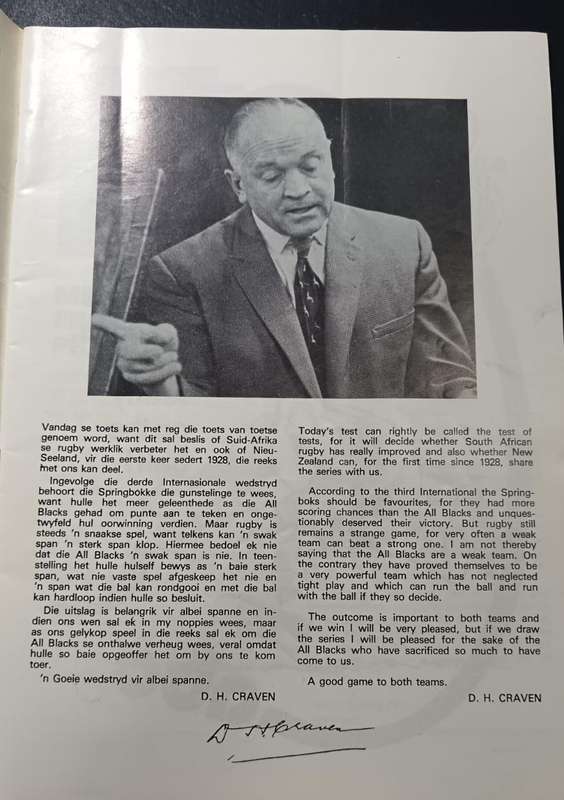 Vandag se toets kan met reg die toets van toetse
genoem word, want dit sal beslis of Suid-Afrika
se rugby werklik verbeter het en ook of Nieu-
Seeland, vir die eerste keer sedert 1928, die reeks
met ons kan deel.
Ingevolge die derde Internasionale wedstryd
behoort die Springbokke die gunstelinge te wees,
want hulle het meer geleenthede as die All
Blacks gehad om punte aan te teken en onge-
twyfeld hul oorwinning verdien. Maar rugby is
steeds 'n snaakse spel, want telkens kan 'n swak
span 'n sterk span klop. Hiermee bedoel ek nie
dat die All Blacks 'n swak span is nie. In teen-
stelling het hulle hulself bewys as 'n baie sterk
span, wat nie vaste spel afgeskeep het nie en
'n span wat die bal kan rondgooi en met die bal
kan hardloop indien hulle so besluit.
Die uitslag is belangrik vir albei spanne en in-
dien ons wen sal ek in my noppies wees, maar
as ons gelykop speel in die reeks sal ek om die
All Blacks se onthalwe verheug wees, veral omdat
hulle so baie opgeoffer het om by ons te kom
toer.
'n Goeie wedstryd vir albei spanne.
D. H. CRAVEN
Today's test can rightly be called the test of
tests, for it will decide whether South African
rugby has really improved and also whether New
Zealand can, for the first time since 1928, share
the series with us.
According to the third International the Spring-
boks should be favourites, for they had more
scoring chances than the All Blacks and unques-
tionably deserved their victory. But rugby still
remains a strange game, for very often a weak
team can beat a strong one. I am not thereby
saying that the All Blacks are a weak team. On
the contrary they have proved themselves to be
a very powerful team which has not neglected
tight play and which can run the ball and run
with the ball if they so decide.
The outcome is important to both teams and
if we win I will be very pleased, but if we draw
the series I will be pleased for the sake of the
All Blacks who have sacrificed so much to have
come to us.
A good game to both teams.
D. H. CRAVEN
D H Craven